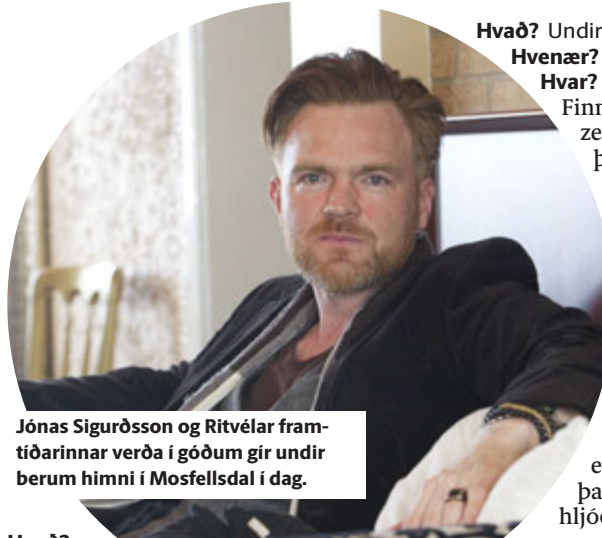 Hvað? Undir
Hvenær?
Hvar?
Finn
ze
þ
Jónas Sigurðsson og Ritvélar fram-
tíðarinnar verða í góðum gír undir
berum himni í Mosfellsdal í dag.
e
þa
hljóð